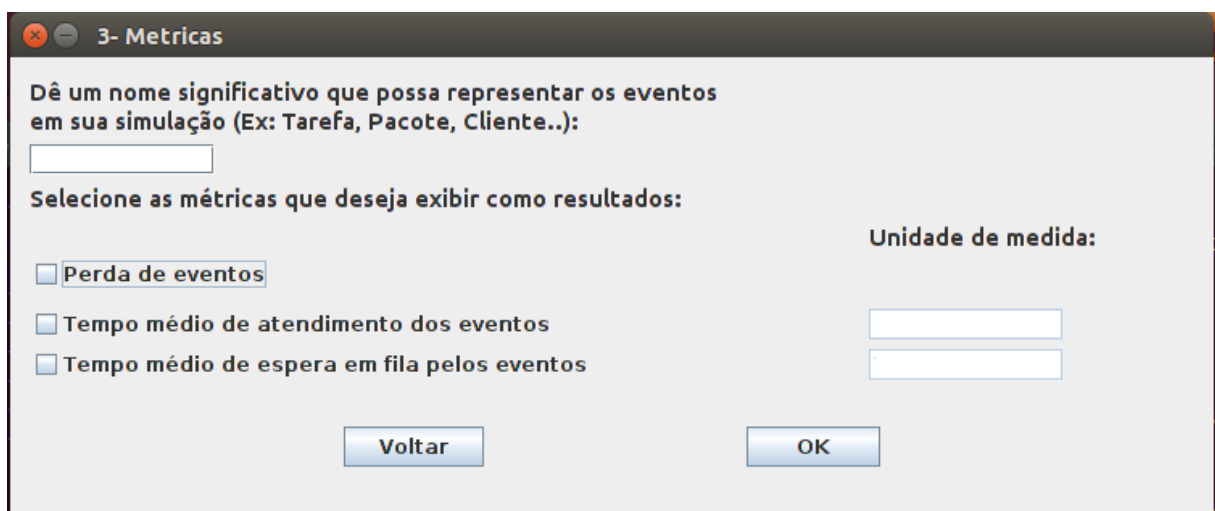 3- Metricas
Dê um nome significativo que possa representar os eventos
em sua simulação (Ex: Tarefa, Pacote, Cliente..):
Selecione as métricas que deseja exibir como resultados:
Unidade de medida:
Perda de eventos
Tempo médio de atendimento dos eventos
Tempo médio de espera em fila pelos eventos
Voltar
OK